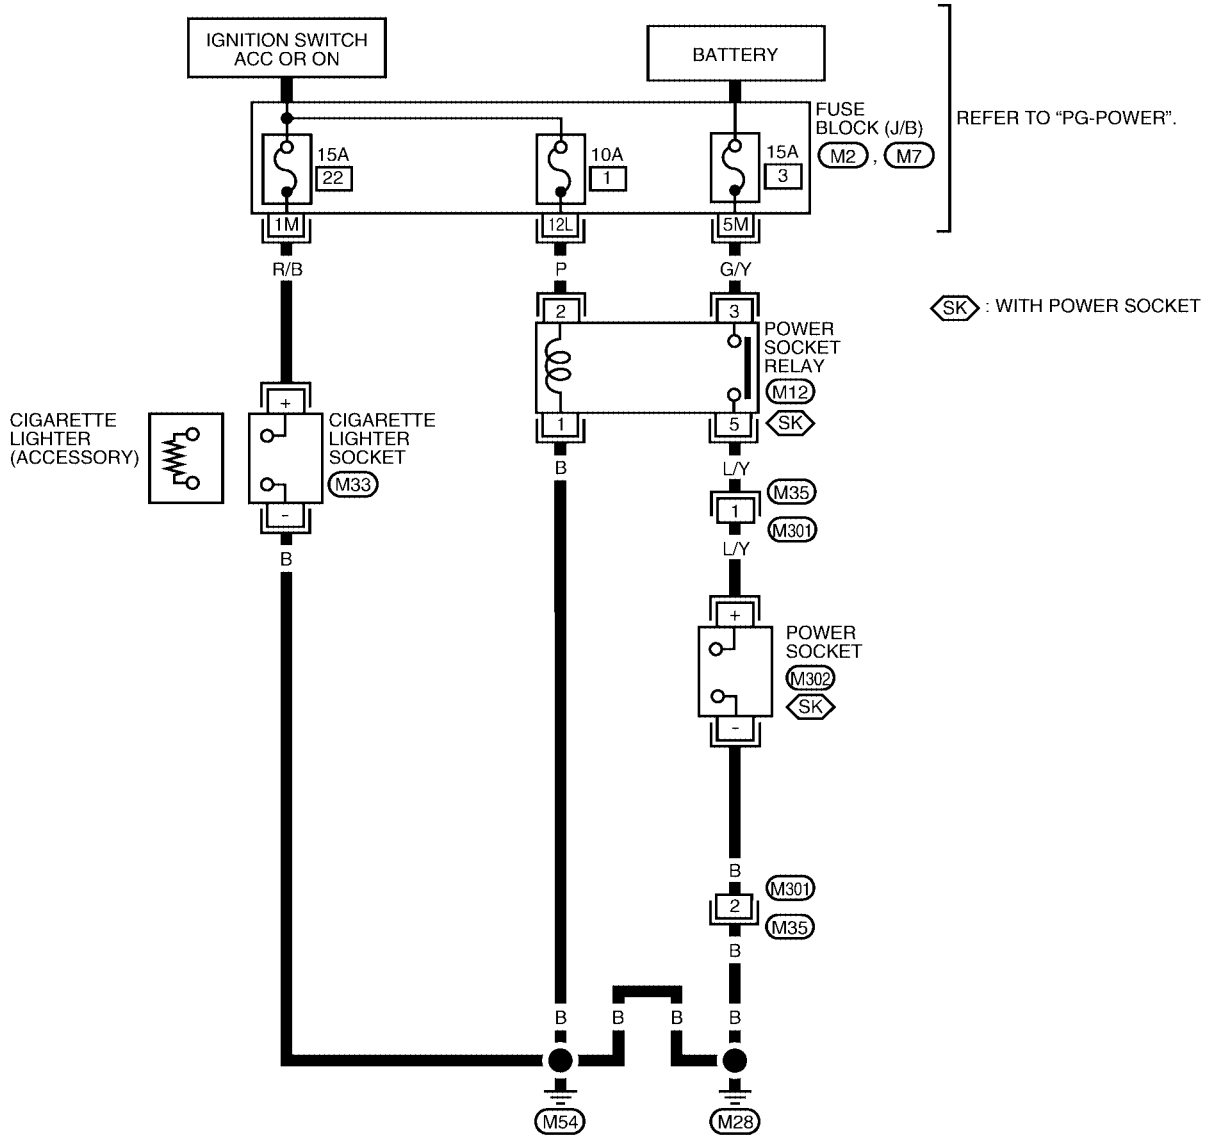 IGNITION SWITCH
ACC OR ON
BATTERY
FUSE
BLOCK (J/B)
M2 , M7
REFER TO “PG-POWER”.
15A
22
10A
1
15A
3
1M
12L
5M
R/B
P
G/Y
SK : WITH POWER SOCKET
2
3
POWER
SOCKET
RELAY
M12
SK
1
5
CIGARETTE
LIGHTER
(ACCESSORY)
+
CIGARETTE
LIGHTER
SOCKET
M33
-
B
B
L/Y
M35
1
M301
L/Y
+
POWER
SOCKET
M302
SK
-
B
M301
2
M35
B
B
B
B
B
M54
M28